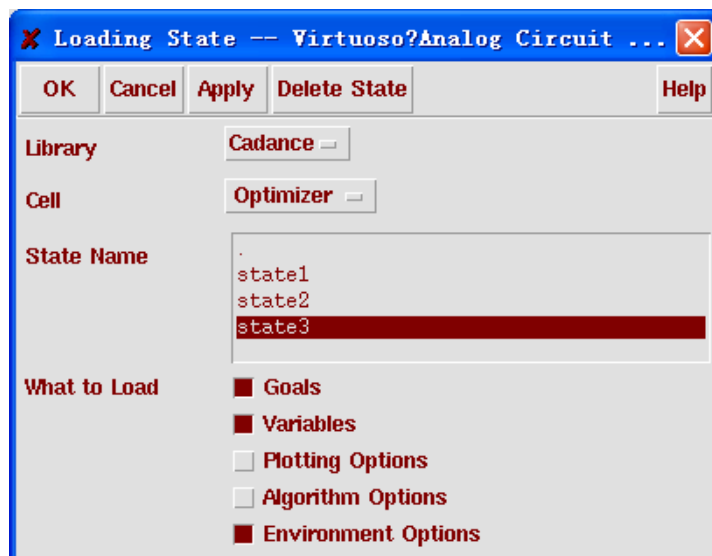 Loading State -- Virtuoso?Analog Circuit ...
OK Cancel Apply Delete State Help
Library Cadance
Cell Optimizer
State Name
.
state1
state2
state3
What to Load Goals
Variables
Plotting Options
Algorithm Options
Environment Options